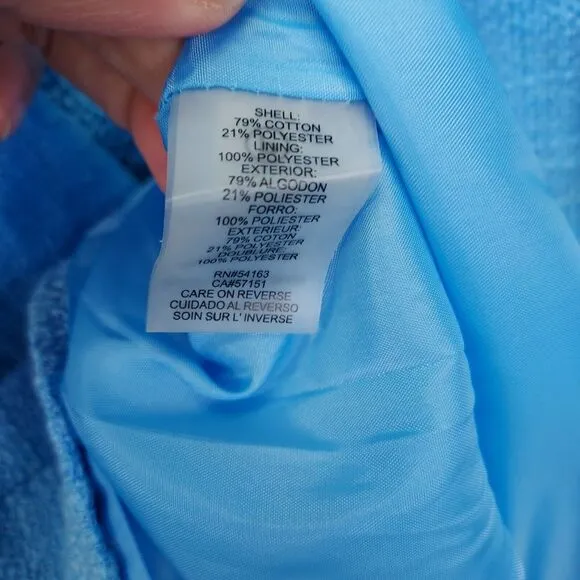 SHELL:
79% COTTON
21% POLYESTER
LINING:
100% POLYESTER
EXTERIOR:
79% ALGODON
21% POLIESTER
FORRO:
100% POLIESTER
EXTERIEUR:
79% COTON
21% POLYESTER
DOUBLURE:
100% POLYESTER
RN#54163
CA#57151
CARE ON REVERSE
CUIDADO AL REVERSO
SOIN SUR L' INVERSE